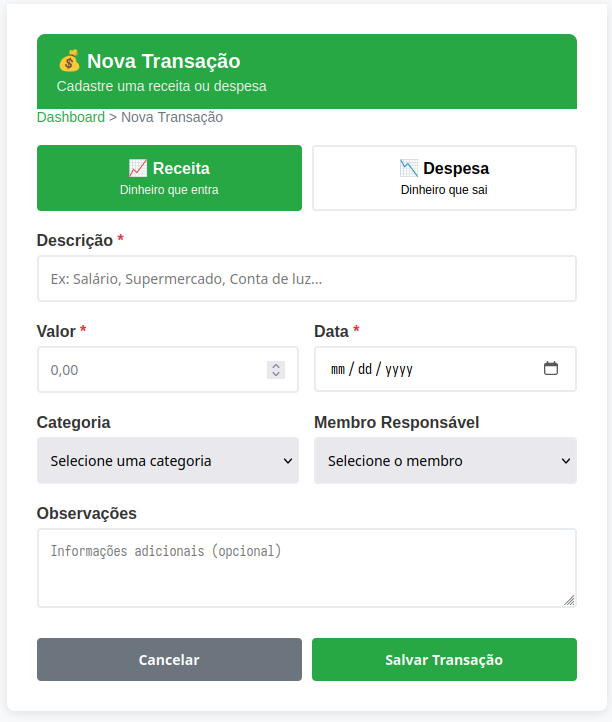 💰 Nova Transação
Cadastre uma receita ou despesa
Dashboard > Nova Transação
📈 Receita
Dinheiro que entra
📉 Despesa
Dinheiro que sai
Descrição *
Ex: Salário, Supermercado, Conta de luz...
Valor *
Data *
0,00
mm / dd / yyyy
Categoria
Membro Responsável
Selecione uma categoria
Selecione o membro
Observações
Informações adicionais (opcional)
Cancelar
Salvar Transação